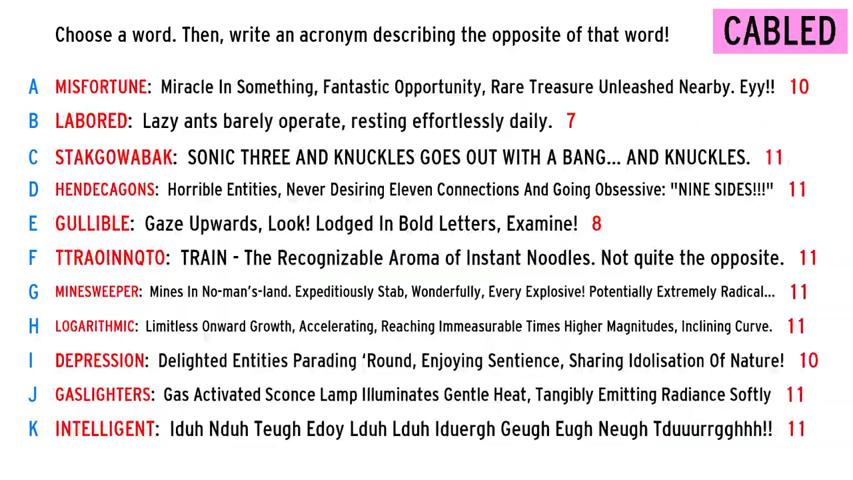 Choose a word. Then, write an acronym describing the opposite of that word!
CABLED
A MISFORTUNE: Miracle In Something, Fantastic Opportunity, Rare Treasure Unleashed Nearby. Eyy!! 10
B LABORED: Lazy ants barely operate, resting effortlessly daily. 7
C STAKGOWABAK: SONIC THREE AND KNUCKLES GOES OUT WITH A BANG... AND KNUCKLES. 11
D HENDECAGONS: Horrible Entities, Never Desiring Eleven Connections And Going Obsessive: "NINE SIDES!!!" 11
E GULLIBLE: Gaze Upwards, Look! Lodged In Bold Letters, Examine! 8
F TTRAOINNQTO: TRAIN - The Recognizable Aroma of Instant Noodles. Not quite the opposite. 11
G MINESWEEPER: Mines In No-man's-land. Expeditiously Stab, Wonderfully, Every Explosive! Potentially Extremely Radical... 11
H LOGARITHMIC: Limitless Onward Growth, Accelerating, Reaching Immeasurable Times Higher Magnitudes, Inclining Curve. 11
I DEPRESSION: Delighted Entities Parading ‘Round, Enjoying Sentience, Sharing Idolisation Of Nature! 10
J GASLIGHTERS: Gas Activated Sconce Lamp Illuminates Gentle Heat, Tangibly Emitting Radiance Softly 11
K INTELLIGENT: Iduh Nduh Teugh Edoy Lduh Lduh Iduergh Geugh Eugh Neugh Tduuurrgghhh!! 11